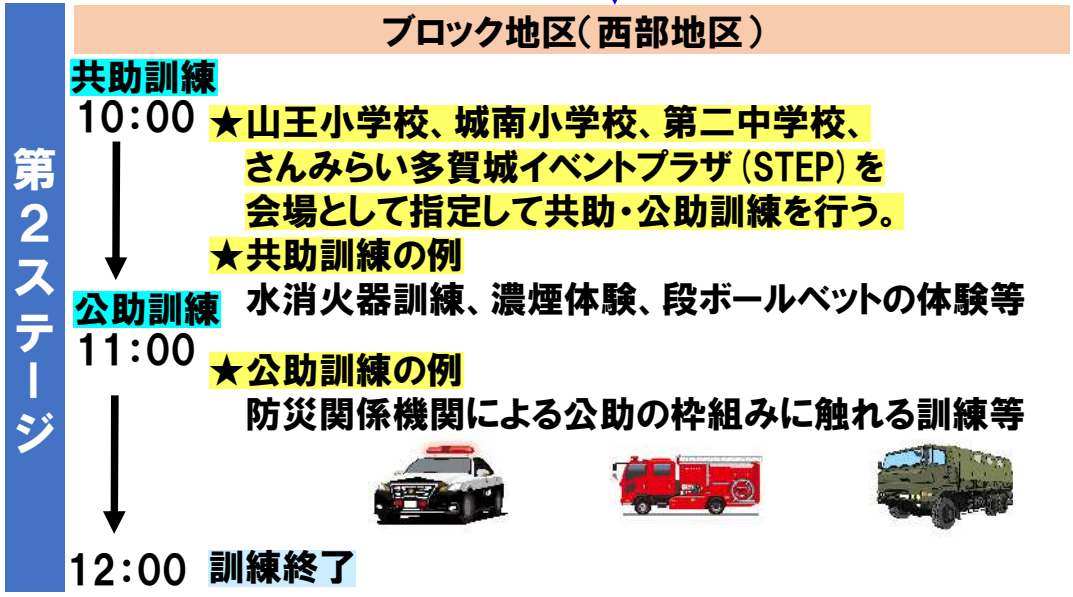 ブロック地区（西部地区）
第2ステージ
共助訓練
10:00
★山王小学校、城南小学校、第二中学校、
さんみらい多賀城イベントプラザ(STEP)を
会場として指定して共助・公助訓練を行う。
★共助訓練の例
水消火器訓練、濃煙体験、段ボールベットの体験等
公助訓練
11:00
★公助訓練の例
防災関係機関による公助の枠組みに触れる訓練等
12:00 訓練終了